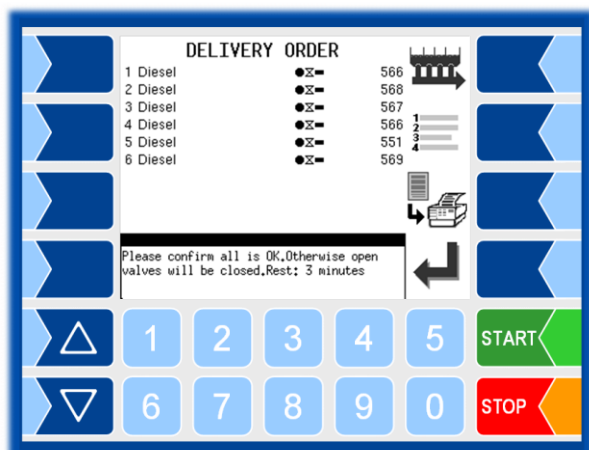 DELIVERY ORDER
1 Diesel 566
2 Diesel 568
3 Diesel 567
4 Diesel 566
5 Diesel 551
6 Diesel 569
1
2
3
4
Please confirm all is OK.Otherwise open
valves will be closed.Rest: 3 minutes
1 2 3 4 5 START
6 7 8 9 0 STOP